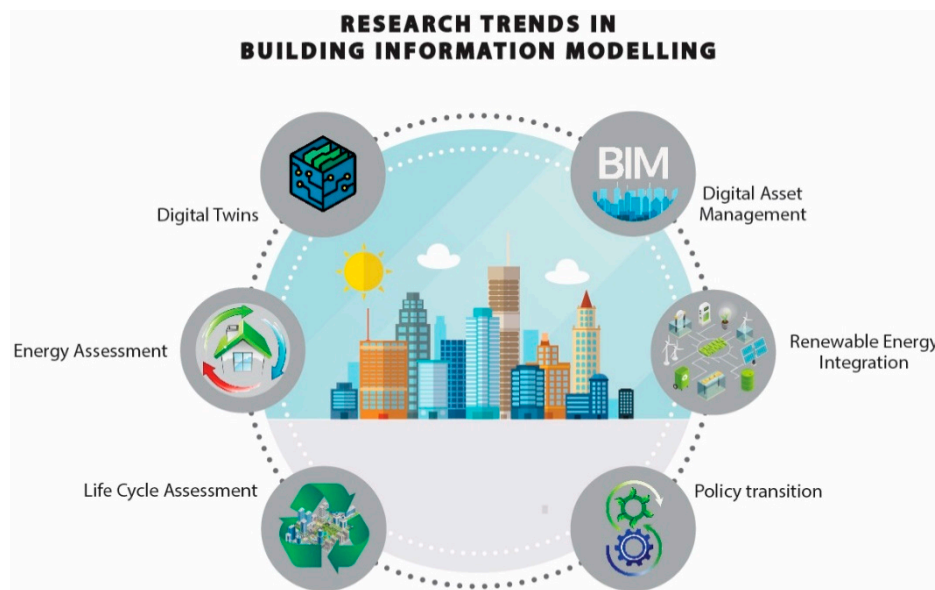 RESEARCH TRENDS IN
BUILDING INFORMATION MODELLING
BIM
Digital Twins
Digital Asset
Management
Energy Assessment
Renewable Energy
Integration
Life Cycle Assessment
Policy transition